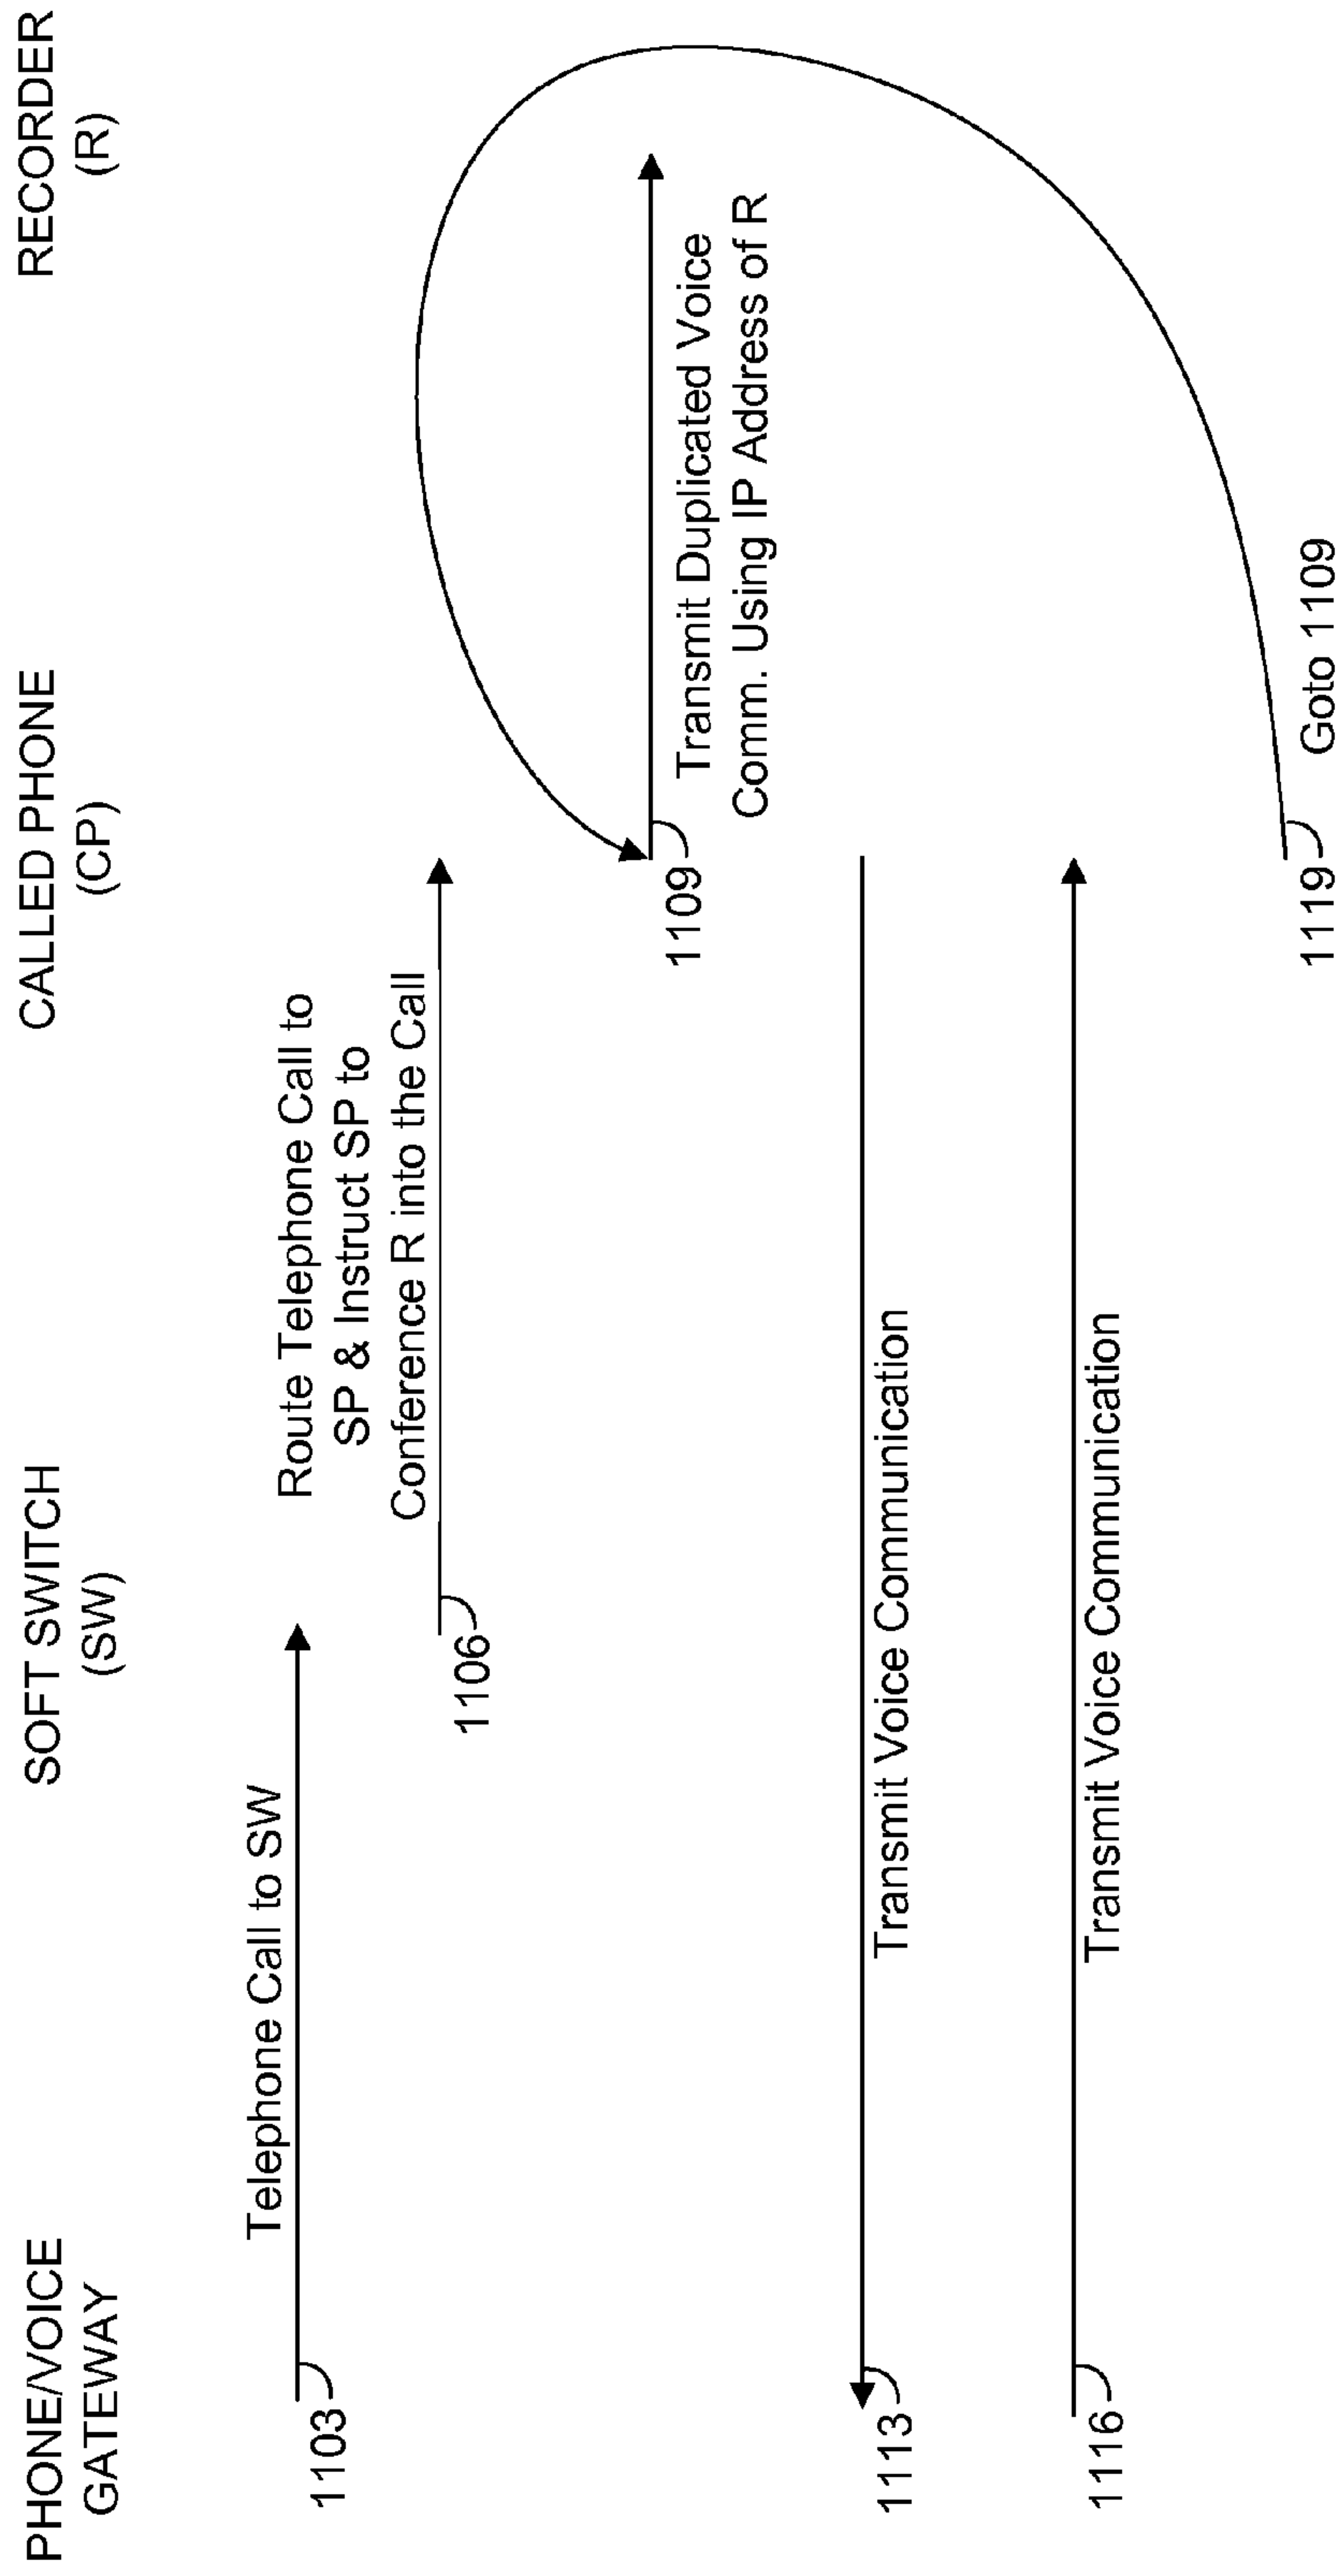 PHONE/VOICE
GATEWAY
SOFT SWITCH
(SW)
CALLED PHONE
(CP)
RECORDER
(R)
Telephone Call to SW
1103
Route Telephone Call to
SP & Instruct SP to
Conference R into the Call
1106
1109
Transmit Duplicated Voice
Comm. Using IP Address of R
1113
Transmit Voice Communication
1116
Transmit Voice Communication
1119
Goto 1109